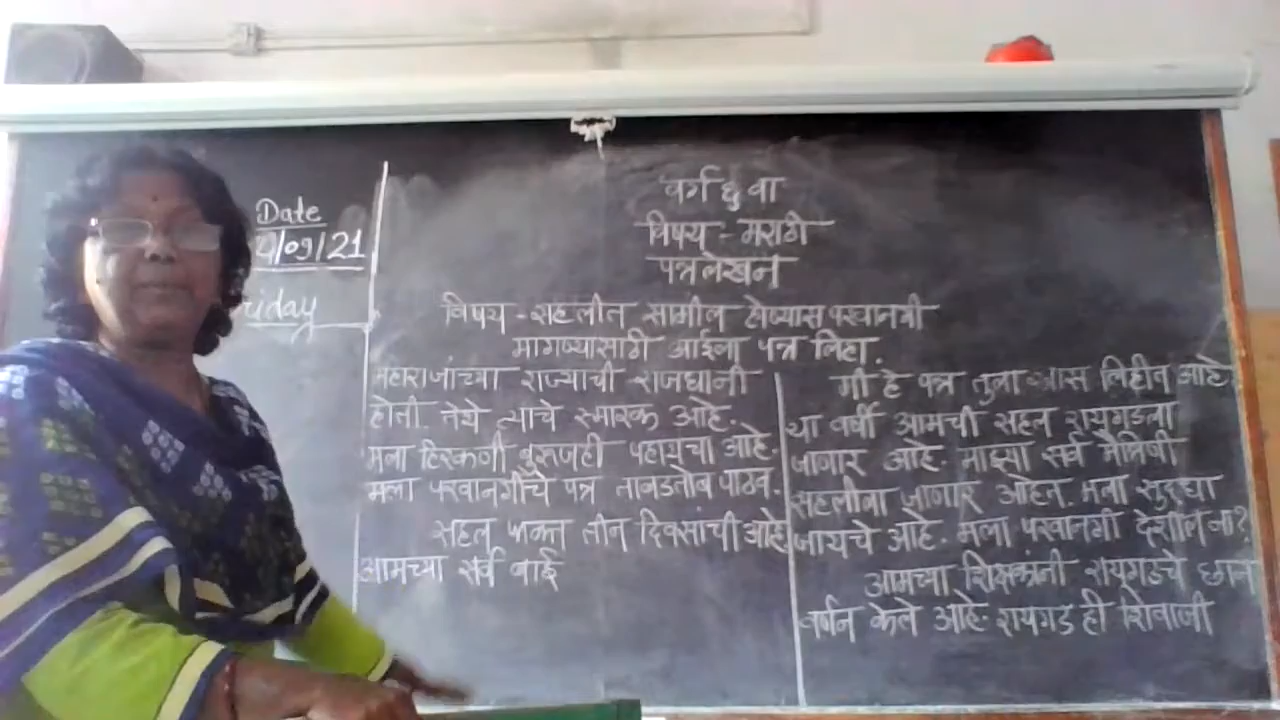 Date
/09/21
riday
वर्ग ६ वा
विषय - मराठी
पत्रलेखन
विषय - सहलीत सामील होण्यास परवानगी
मागण्यासाठी आईला पत्र लिहा.
मी हे पत्र तुला खास लिहीत आहे.
या वर्षी आमची सहल रायगडला
जाणार आहे. माझ्या सर्व मैत्रिणी
सहलीला जाणार आहेत. मला सुद्धा
जायचे आहे. मला परवानगी देशील ना?
आमच्या शिक्षकांनी रायगडचे छान
वर्णन केले आहे. रायगड ही शिवाजी
महाराजांच्या राज्याची राजधानी
होती. तेथे त्यांचे स्मारक आहे.
मला हिरकणी बुरुजही पहायचा आहे.
मला परवानगीचे पत्र ताबडतोब पाठव.
सहल फक्त तीन दिवसांची आहे.
आमच्या सर्व बाई